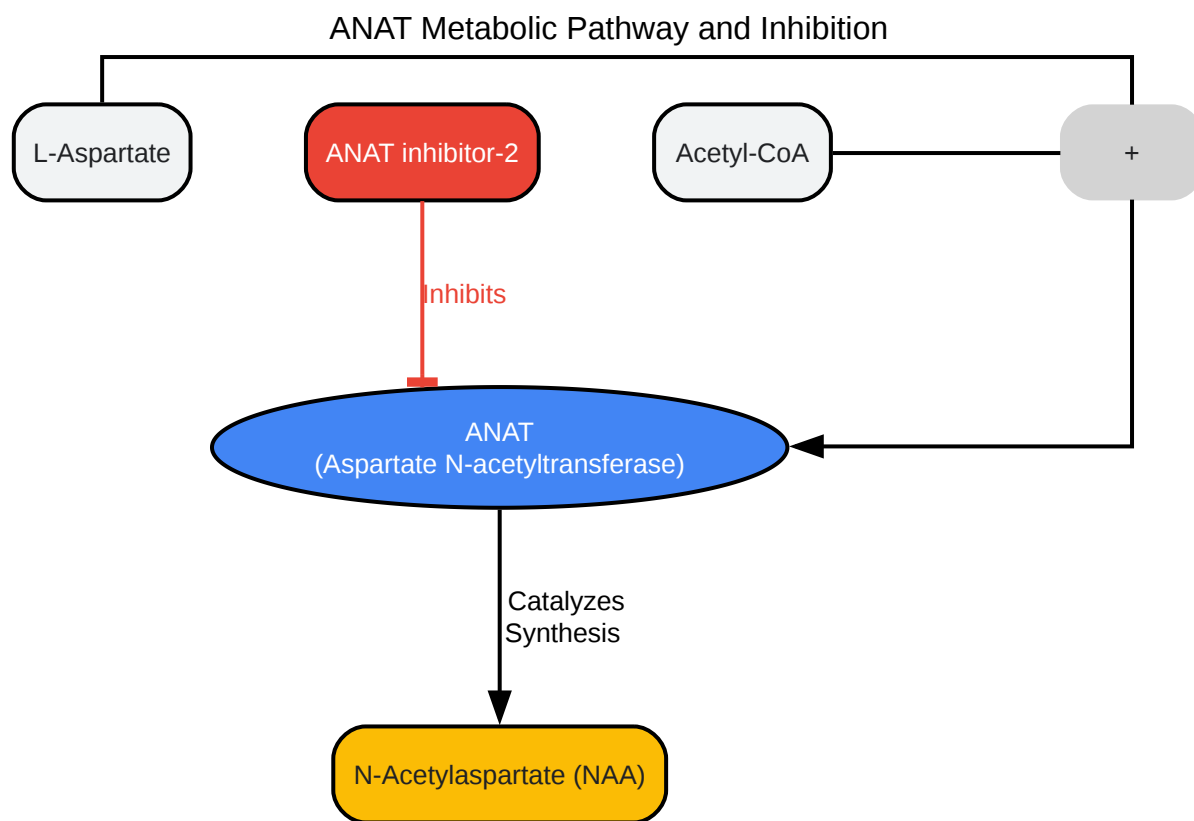 ANAT Metabolic Pathway and Inhibition
L-Aspartate
ANAT inhibitor-2
Acetyl-CoA
+
Inhibits
ANAT
(Aspartate N-acetyltransferase)
Catalyzes
Synthesis
N-Acetylaspartate (NAA)